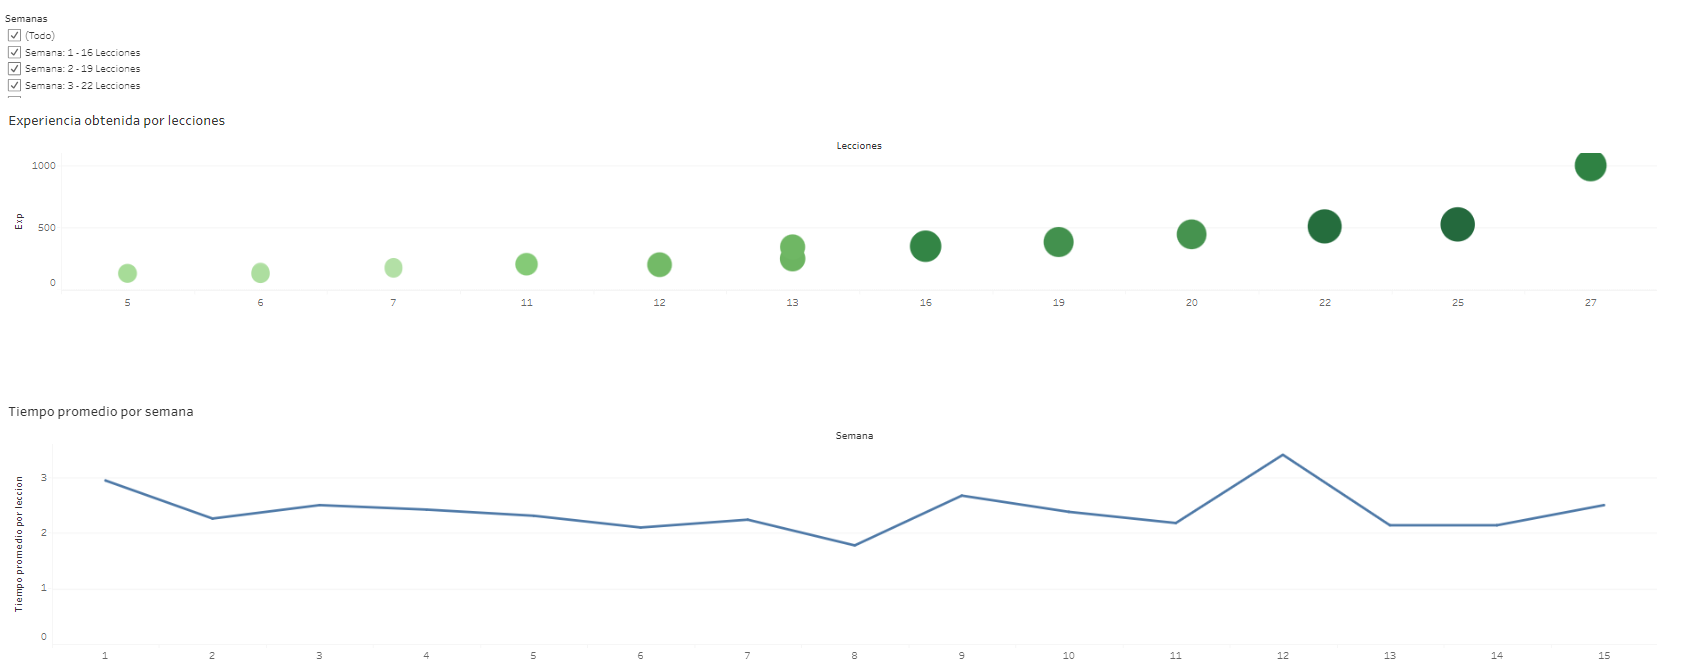 Semanas
(Todo)
Semana: 1 - 16 Lecciones
Semana: 2 - 19 Lecciones
Semana: 3 - 22 Lecciones
Experiencia obtenida por lecciones
Lecciones
1000
500
0
Exp
5 6 7 11 12 13 16 19 20 22 25 27
Tiempo promedio por semana
Semana
3
2
1
0
Tiempo promedio por leccion
1 2 3 4 5 6 7 8 9 10 11 12 13 14 15